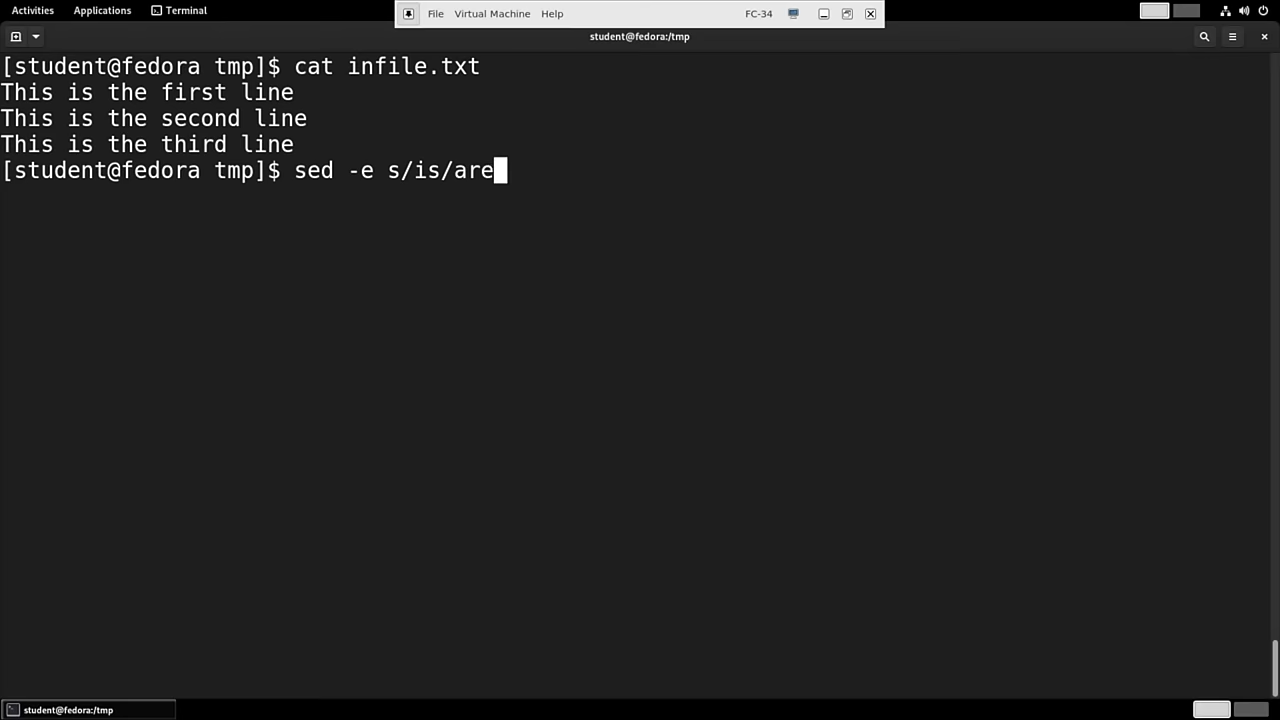 Activities Applications Terminal File Virtual Machine Help FC-34
student@fedora:/tmp
[student@fedora tmp]$ cat infile.txt
This is the first line
This is the second line
This is the third line
[student@fedora tmp]$ sed -e s/is/are
student@fedora:/tmp